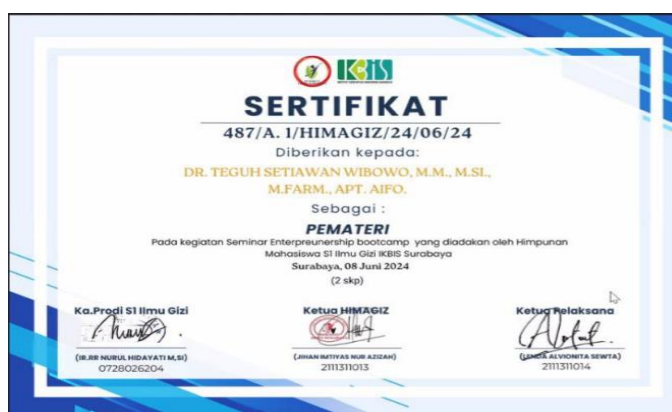 IKBIS
SERTIFIKAT
487/A. 1/HIMAGIZ/24/06/24
Diberikan kepada:
DR. TEGUH SETIAWAN WIBOWO, M.M., M.SI.,
M.FARM., APT. AIFO.
Sebagai :
PEMATERI
Pada kegiatan Seminar Enterpreunership bootcamp yang diadakan oleh Himpunan
Mahasiswa S1 Ilmu Gizi IKBIS Surabaya
Surabaya, 08 Juni 2024
(2 skp)
Ka.Prodi S1 Ilmu Gizi
Ketua HIMAGIZ
Ketua Pelaksana
(IR.RR NURUL HIDAYATI M,SI)
(JIHAN IMTIYAS NUR AZIZAH)
ALVIONITA SEWTA)
0728026204
2111311013
2111311014